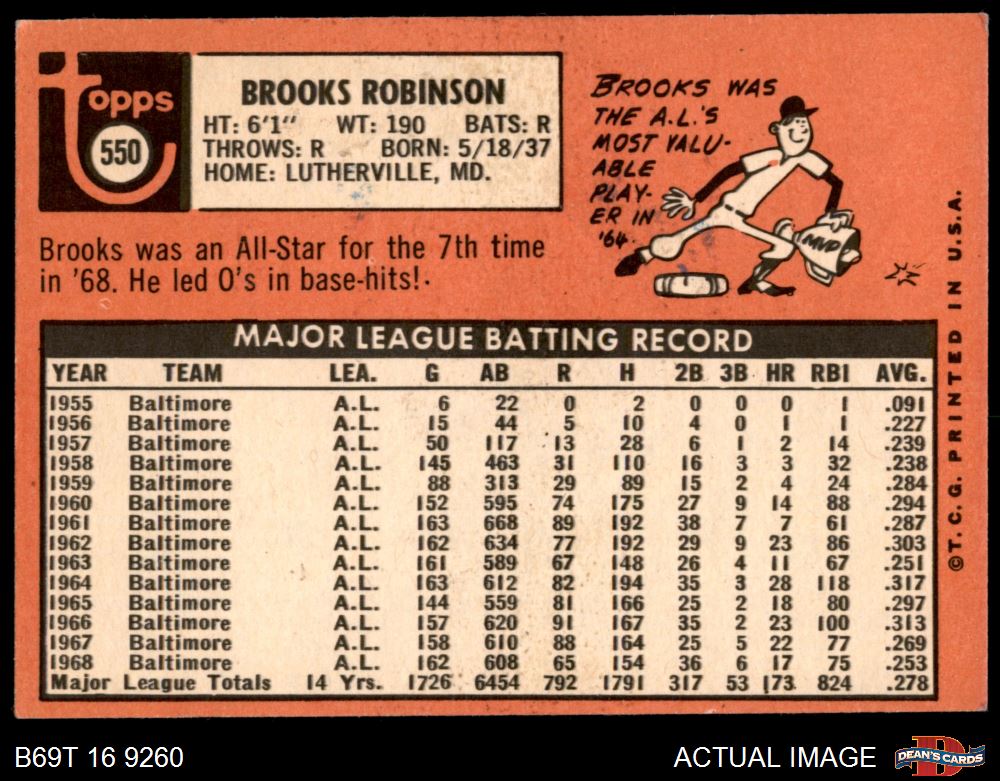 Topps
550
BROOKS ROBINSON
HT: 6'1" WT: 190 BATS: R
THROWS: R BORN: 5/18/37
HOME: LUTHERVILLE, MD.
Brooks was an All-Star for the 7th time
in '68. He led O's in base-hits!
BROOKS WAS
THE A.L.'S
MOST VALU-
ABLE
PLAY-
ER IN
'64.
MVP
MAJOR LEAGUE BATTING RECORD
YEAR TEAM LEA. G AB R H 2B 3B HR RBI AVG.
1955 Baltimore A.L. 6 22 0 2 0 0 0 1 .091
1956 Baltimore A.L. 15 44 5 10 4 0 1 1 .227
1957 Baltimore A.L. 50 117 13 28 6 1 2 14 .239
1958 Baltimore A.L. 145 463 31 110 16 3 3 32 .238
1959 Baltimore A.L. 88 313 29 89 15 2 4 24 .284
1960 Baltimore A.L. 152 595 74 175 27 9 14 88 .294
1961 Baltimore A.L. 163 668 89 192 38 7 7 61 .287
1962 Baltimore A.L. 162 634 77 192 29 9 23 86 .303
1963 Baltimore A.L. 161 589 67 148 26 4 11 67 .251
1964 Baltimore A.L. 163 612 82 194 35 3 28 118 .317
1965 Baltimore A.L. 144 559 81 166 25 2 18 80 .297
1966 Baltimore A.L. 157 620 91 167 35 2 23 100 .313
1967 Baltimore A.L. 158 610 88 164 25 5 22 77 .269
1968 Baltimore A.L. 162 608 65 154 36 6 17 75 .253
Major League Totals 14 Yrs. 1726 6454 792 1791 317 53 173 824 .278
©T. C. G. PRINTED IN U.S.A.
B69T 16 9260
ACTUAL IMAGE
DEAN'S CARDS